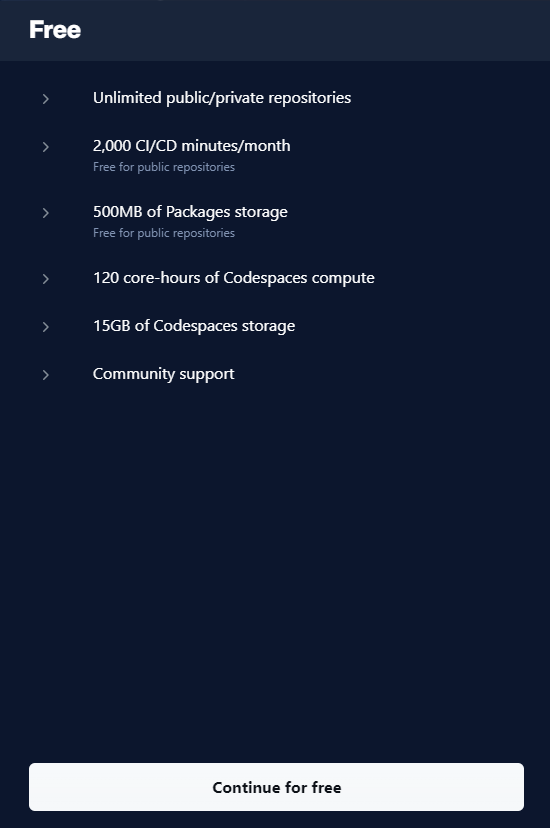 Free
Unlimited public/private repositories
2,000 CI/CD minutes/month
Free for public repositories
500MB of Packages storage
Free for public repositories
120 core-hours of Codespaces compute
15GB of Codespaces storage
Community support
Continue for free